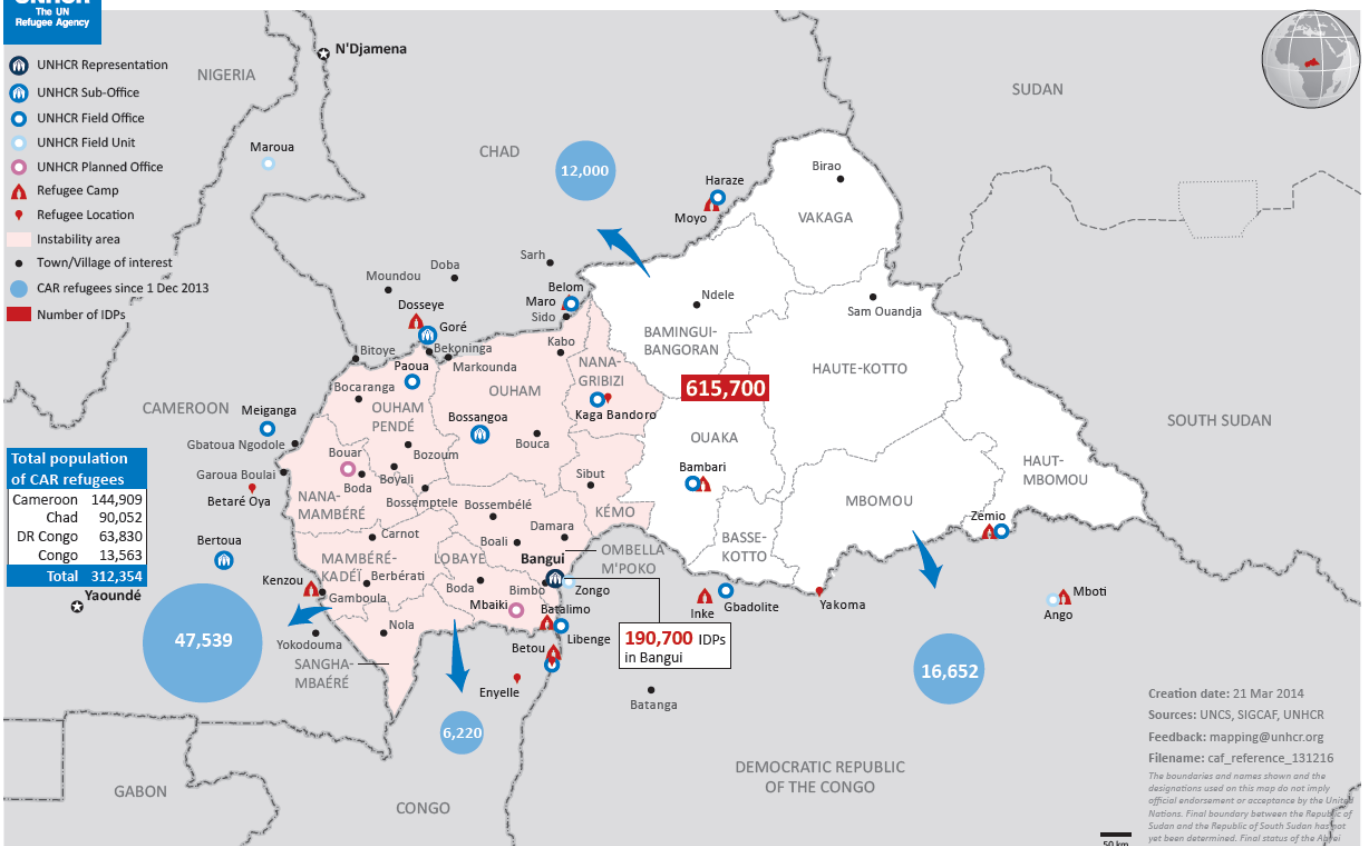 UNHCR
The UN
Refugee Agency
UNHCR Representation
UNHCR Sub-Office
UNHCR Field Office
UNHCR Field Unit
UNHCR Planned Office
Refugee Camp
Refugee Location
Instability area
Town/Village of interest
CAR refugees since 1 Dec 2013
Number of IDPs
N'Djamena
NIGERIA
SUDAN
CHAD
Maroua
12,000
Birao
Haraze
Moyo
VAKAGA
Sarh
Doba
Moundou
Belom
Maro
Sido
Dosseye
Goré
Ndele
Sam Ouandja
BAMINGUI-
BANGORAN
Bitoye
Bekoninga
Markounda
Kabo
Paoua
NANA-
GRIBIZI
HAUTE-KOTTO
Bocaranga
OUHAM
615,700
CAMEROON
Meiganga
OUHAM
PENDÉ
Bossangoa
Kaga Bandoro
SOUTH SUDAN
Gbatoua Ngodole
Bouca
OUAKA
Bouar
Bozoum
Total population
of CAR refugees
Cameroon 144,909
Chad 90,052
DR Congo 63,830
Congo 13,563
Total 312,354
Garoua Boulai
Betaré Oya
Boda
Boyali
Sibut
Bambari
HAUT-
MBOMOU
NANA-
MAMBÉRÉ
Bossemptele
Bossembélé
KÉMO
MBOMOU
Zemio
Damara
Carnot
Boali
BASSE-
KOTTO
Bertoua
MAMBÉRÉ-
KADÉÏ
LOBAYE
Bangui
OMBELLA
M'POKO
Kenzou
Berbérati
Gamboula
Boda
Bimbo
Zongo
Yaoundé
Mbaiki
Batalimo
Inke
Gbadolite
Yakoma
Mboti
Ango
47,539
Yokodouma
Nola
Libenge
190,700 IDPs
in Bangui
SANGHA-
MBAÉRÉ
Betou
Enyelle
Batanga
16,652
6,220
Creation date: 21 Mar 2014
Sources: UNCS, SIGCAF, UNHCR
Feedback: mapping@unhcr.org
Filename: caf_reference_131216
The boundaries and names shown and the
designations used on this map do not imply
official endorsement or acceptance by the United
Nations. Final boundary between the Republic of
Sudan and the Republic of South Sudan has not
yet been determined. Final status of the Abyei
DEMOCRATIC REPUBLIC
OF THE CONGO
GABON
CONGO
50 km